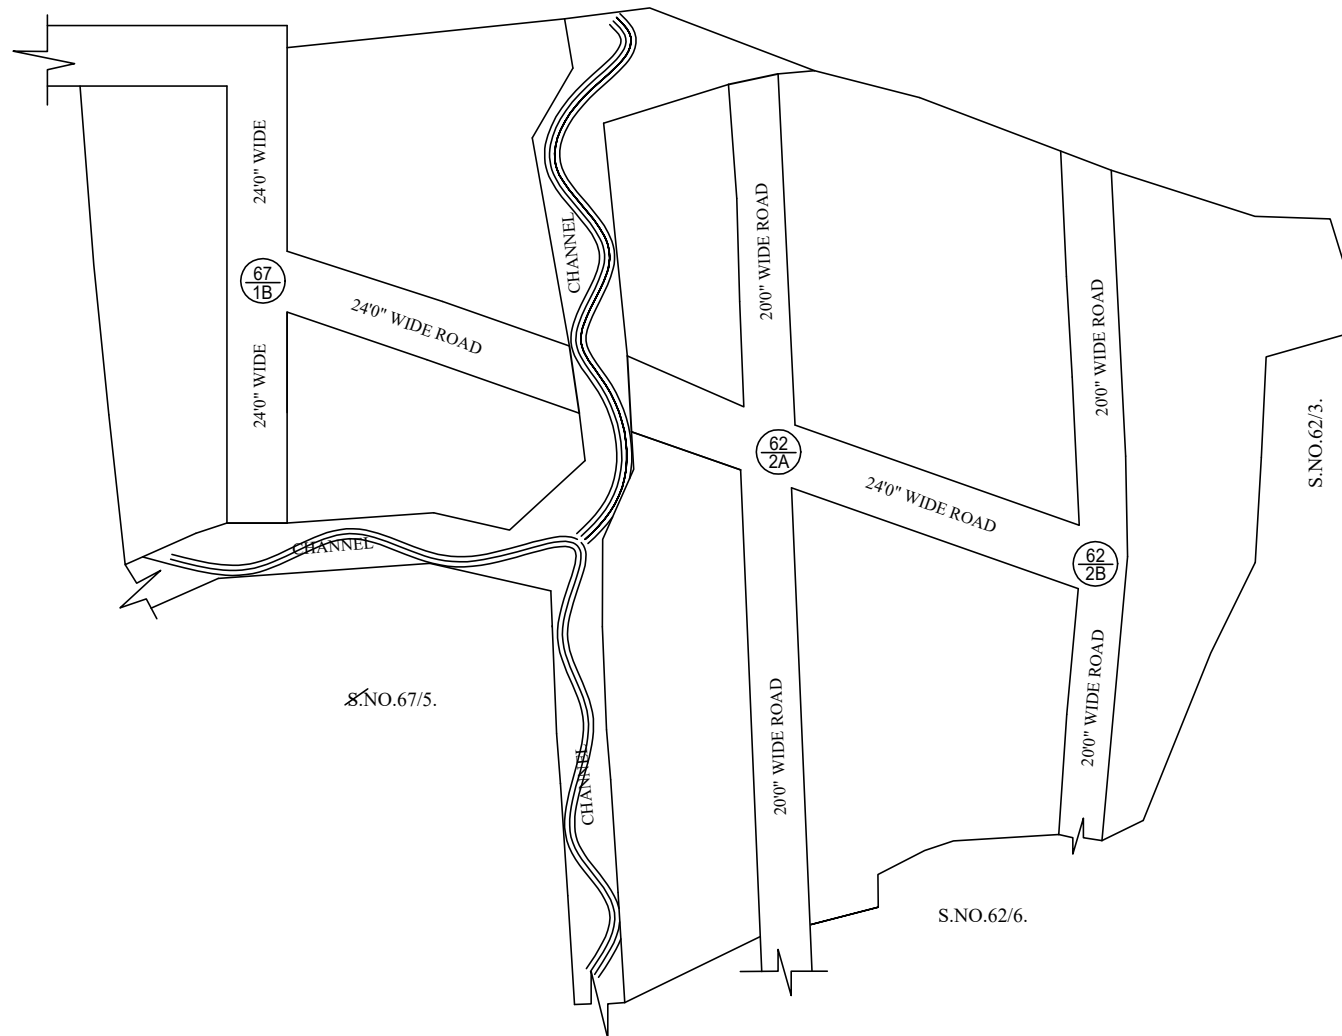 24'0" WIDE
CHANNEL
20'0" WIDE ROAD
67
1B
20'0" WIDE ROAD
24'0" WIDE ROAD
24'0" WIDE
S.NO.62/3.
62
2A
24'0" WIDE ROAD
CHANNEL
62
2B
S.NO.67/5.
20'0" WIDE ROAD
20'0" WIDE ROAD
CHANNEL
S.NO.62/6.